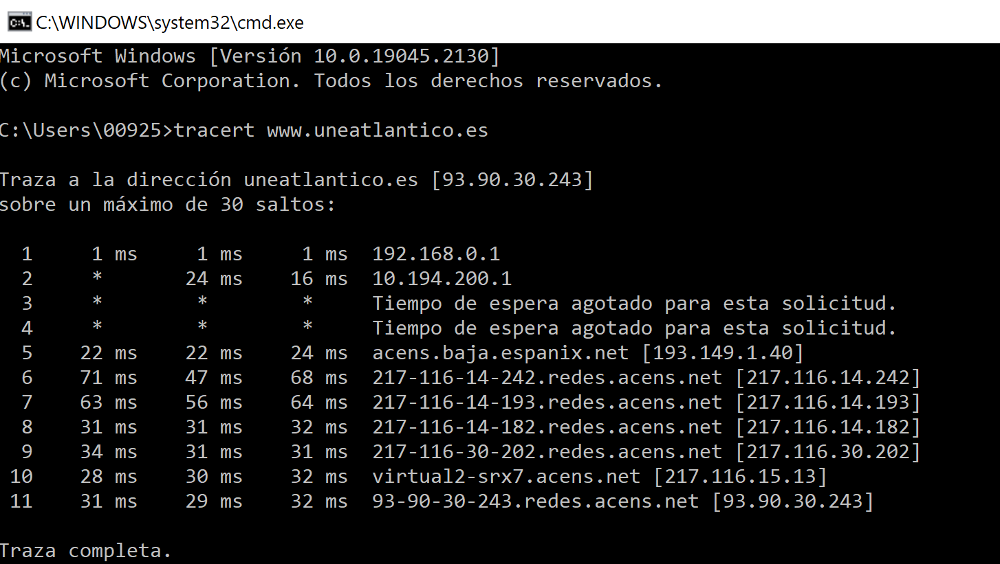 C:\WINDOWS\system32\cmd.exe
Microsoft Windows [Versión 10.0.19045.2130]
(c) Microsoft Corporation. Todos los derechos reservados.
C:\Users\00925>tracert www.uneatlantico.es
Traza a la dirección uneatlantico.es [93.90.30.243]
sobre un máximo de 30 saltos:
1 1 ms 1 ms 1 ms 192.168.0.1
2 * 24 ms 16 ms 10.194.200.1
3 * * * Tiempo de espera agotado para esta solicitud.
4 * * * Tiempo de espera agotado para esta solicitud.
5 22 ms 22 ms 24 ms acens.baja.espanix.net [193.149.1.40]
6 71 ms 47 ms 68 ms 217-116-14-242.redes.acens.net [217.116.14.242]
7 63 ms 56 ms 64 ms 217-116-14-193.redes.acens.net [217.116.14.193]
8 31 ms 31 ms 32 ms 217-116-14-182.redes.acens.net [217.116.14.182]
9 34 ms 31 ms 31 ms 217-116-30-202.redes.acens.net [217.116.30.202]
10 28 ms 30 ms 32 ms virtual2-srx7.acens.net [217.116.15.13]
11 31 ms 29 ms 32 ms 93-90-30-243.redes.acens.net [93.90.30.243]
Traza completa.